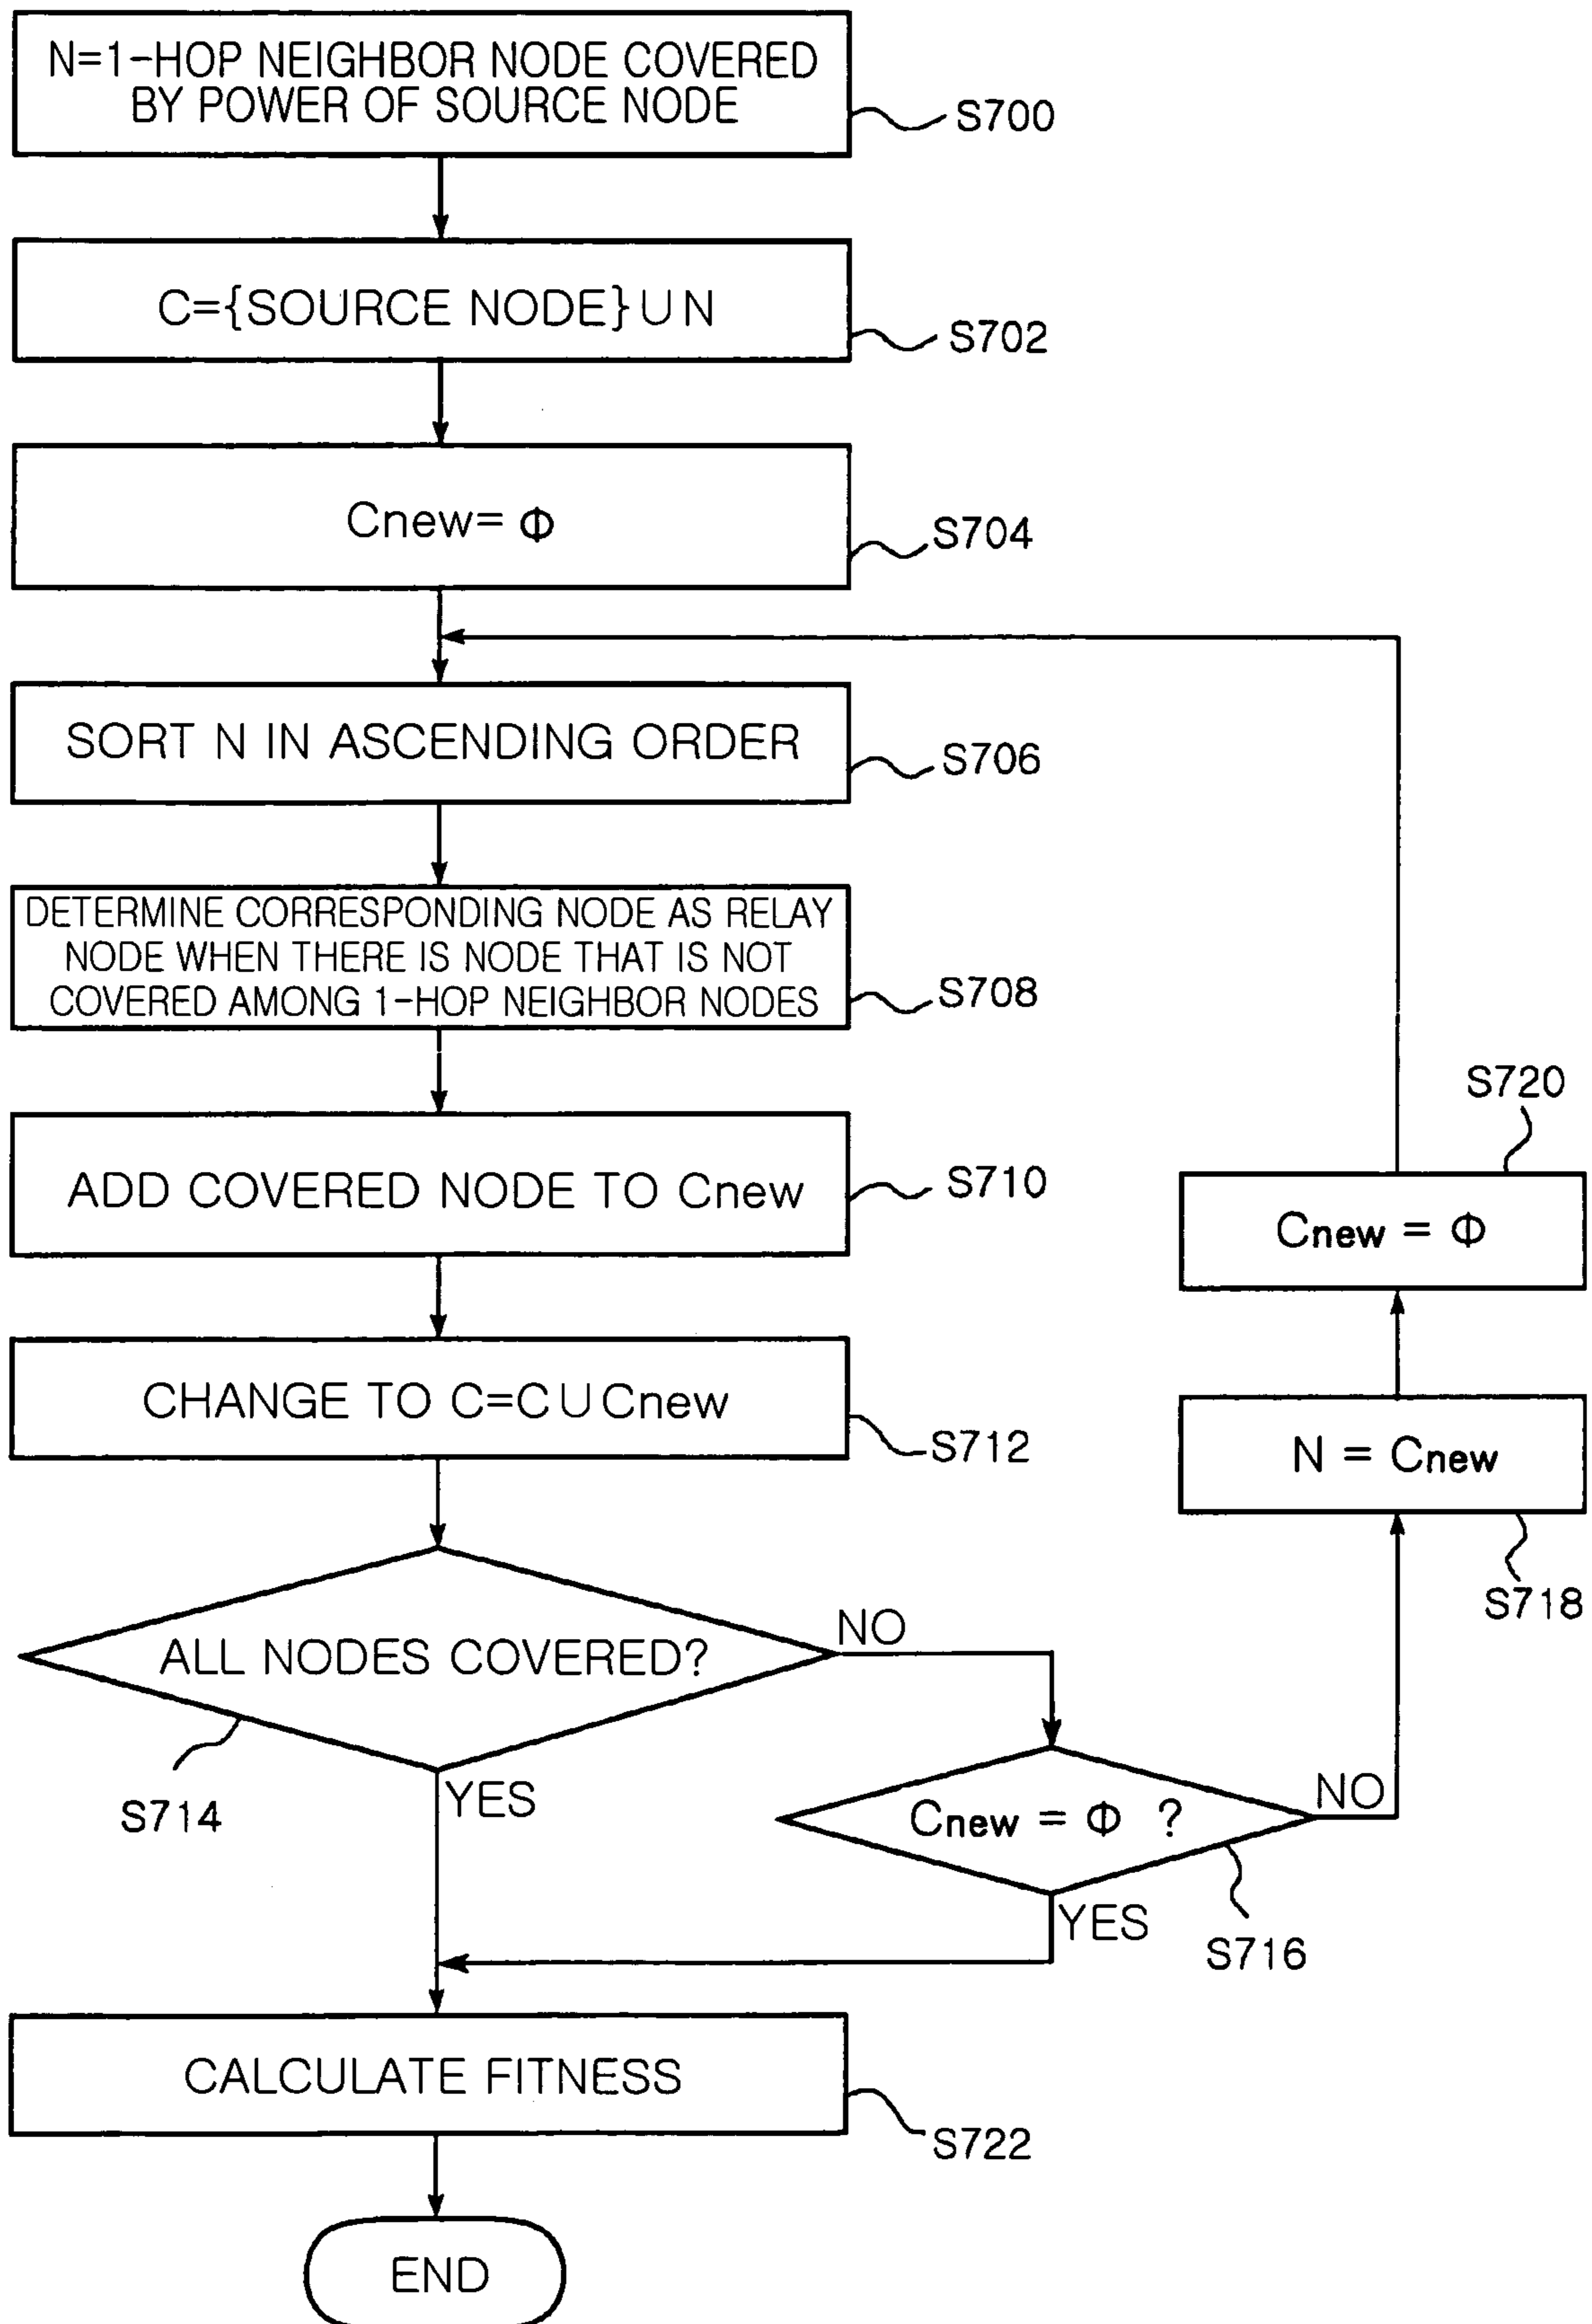 N=1-HOP NEIGHBOR NODE COVERED
BY POWER OF SOURCE NODE
S700
C={SOURCE NODE}∪N
S702
Cnew= Φ
S704
SORT N IN ASCENDING ORDER
S706
DETERMINE CORRESPONDING NODE AS RELAY
NODE WHEN THERE IS NODE THAT IS NOT
COVERED AMONG 1-HOP NEIGHBOR NODES
S708
ADD COVERED NODE TO Cnew
S710
CHANGE TO C=C∪Cnew
S712
ALL NODES COVERED?
S714
NO
YES
Cnew = Φ ?
S716
NO
YES
N = Cnew
S718
Cnew = Φ
S720
CALCULATE FITNESS
S722
END